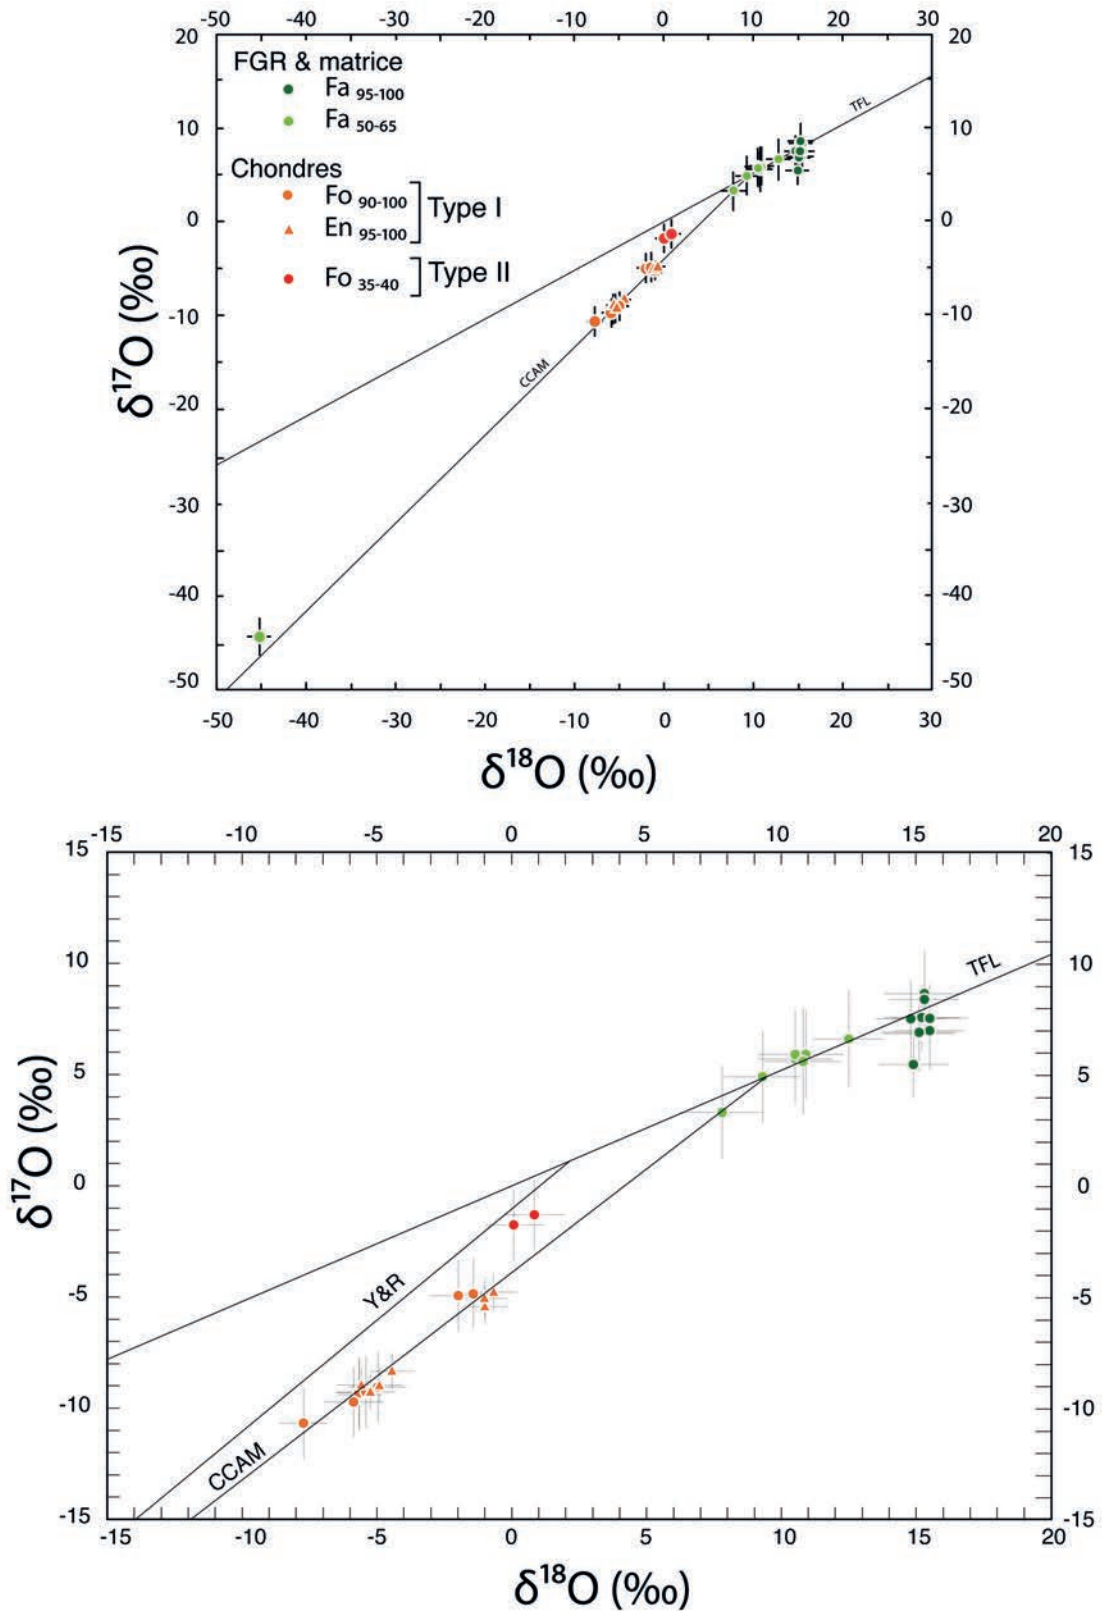 -50 -40 -30 -20 -10 0 10 20 30
20 20
FGR & matrice
Fa 95-100
Fa 50-65
TFL
10 10
Chondres
Fo 90-100
En 95-100
Type I
0 0
Fo 35-40
Type II
-10 -10
CCAM
δ17O (‰)
-20 -20
-30 -30
-40 -40
-50 -50
-50 -40 -30 -20 -10 0 10 20 30
δ18O (‰)
-15 -10 -5 0 5 10 15 20
15 15
TFL
10 10
5 5
δ17O (‰)
0 0
Y&R
-5 -5
-10 -10
CCAM
-15 -15
-15 -10 -5 0 5 10 15 20
δ18O (‰)